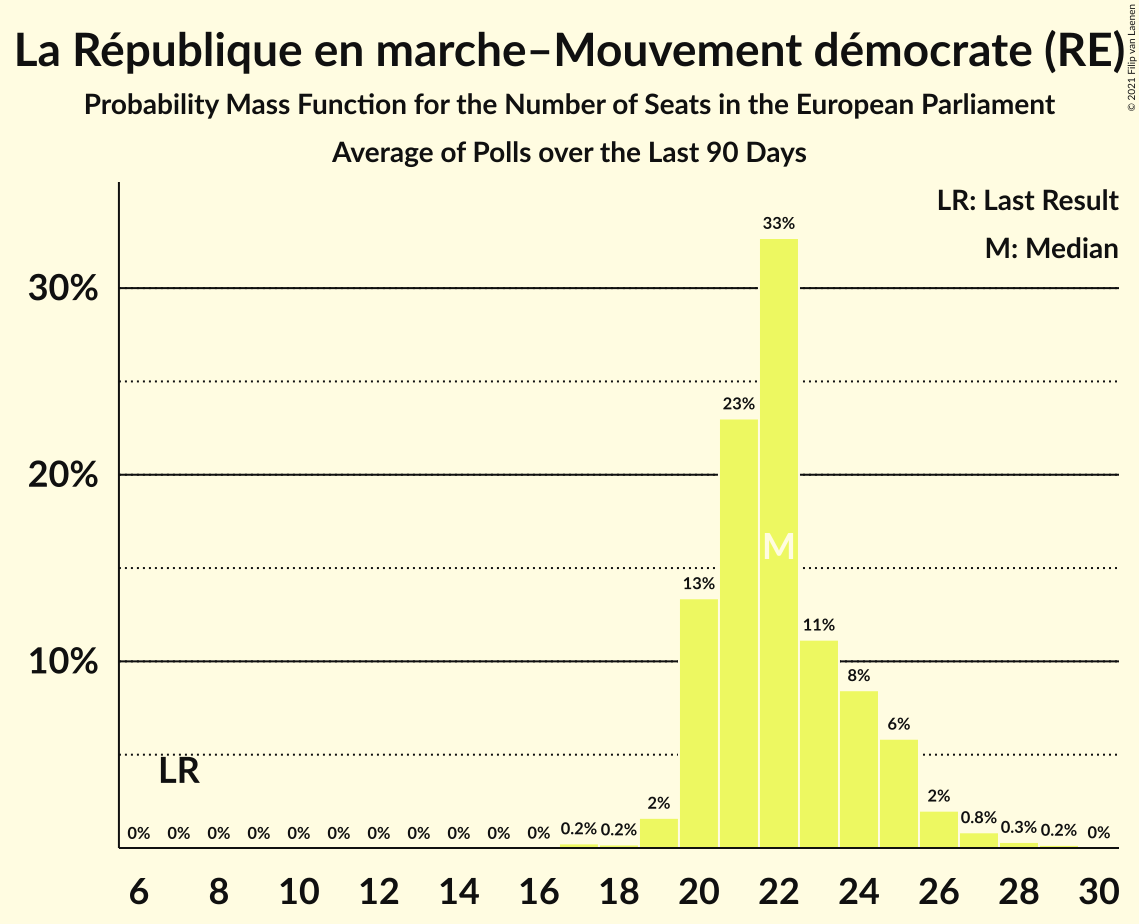 La République en marche–Mouvement démocrate (RE)
© 2021 Filip van Laenen
Probability Mass Function for the Number of Seats in the European Parliament
Average of Polls over the Last 90 Days
LR: Last Result
M: Median
30%
20%
10%
LR
M
0% 0% 0% 0% 0% 0% 0% 0% 0% 0% 0% 0.2% 0.2% 2% 13% 23% 33% 11% 8% 6% 2% 0.8% 0.3% 0.2% 0%
6 8 10 12 14 16 18 20 22 24 26 28 30